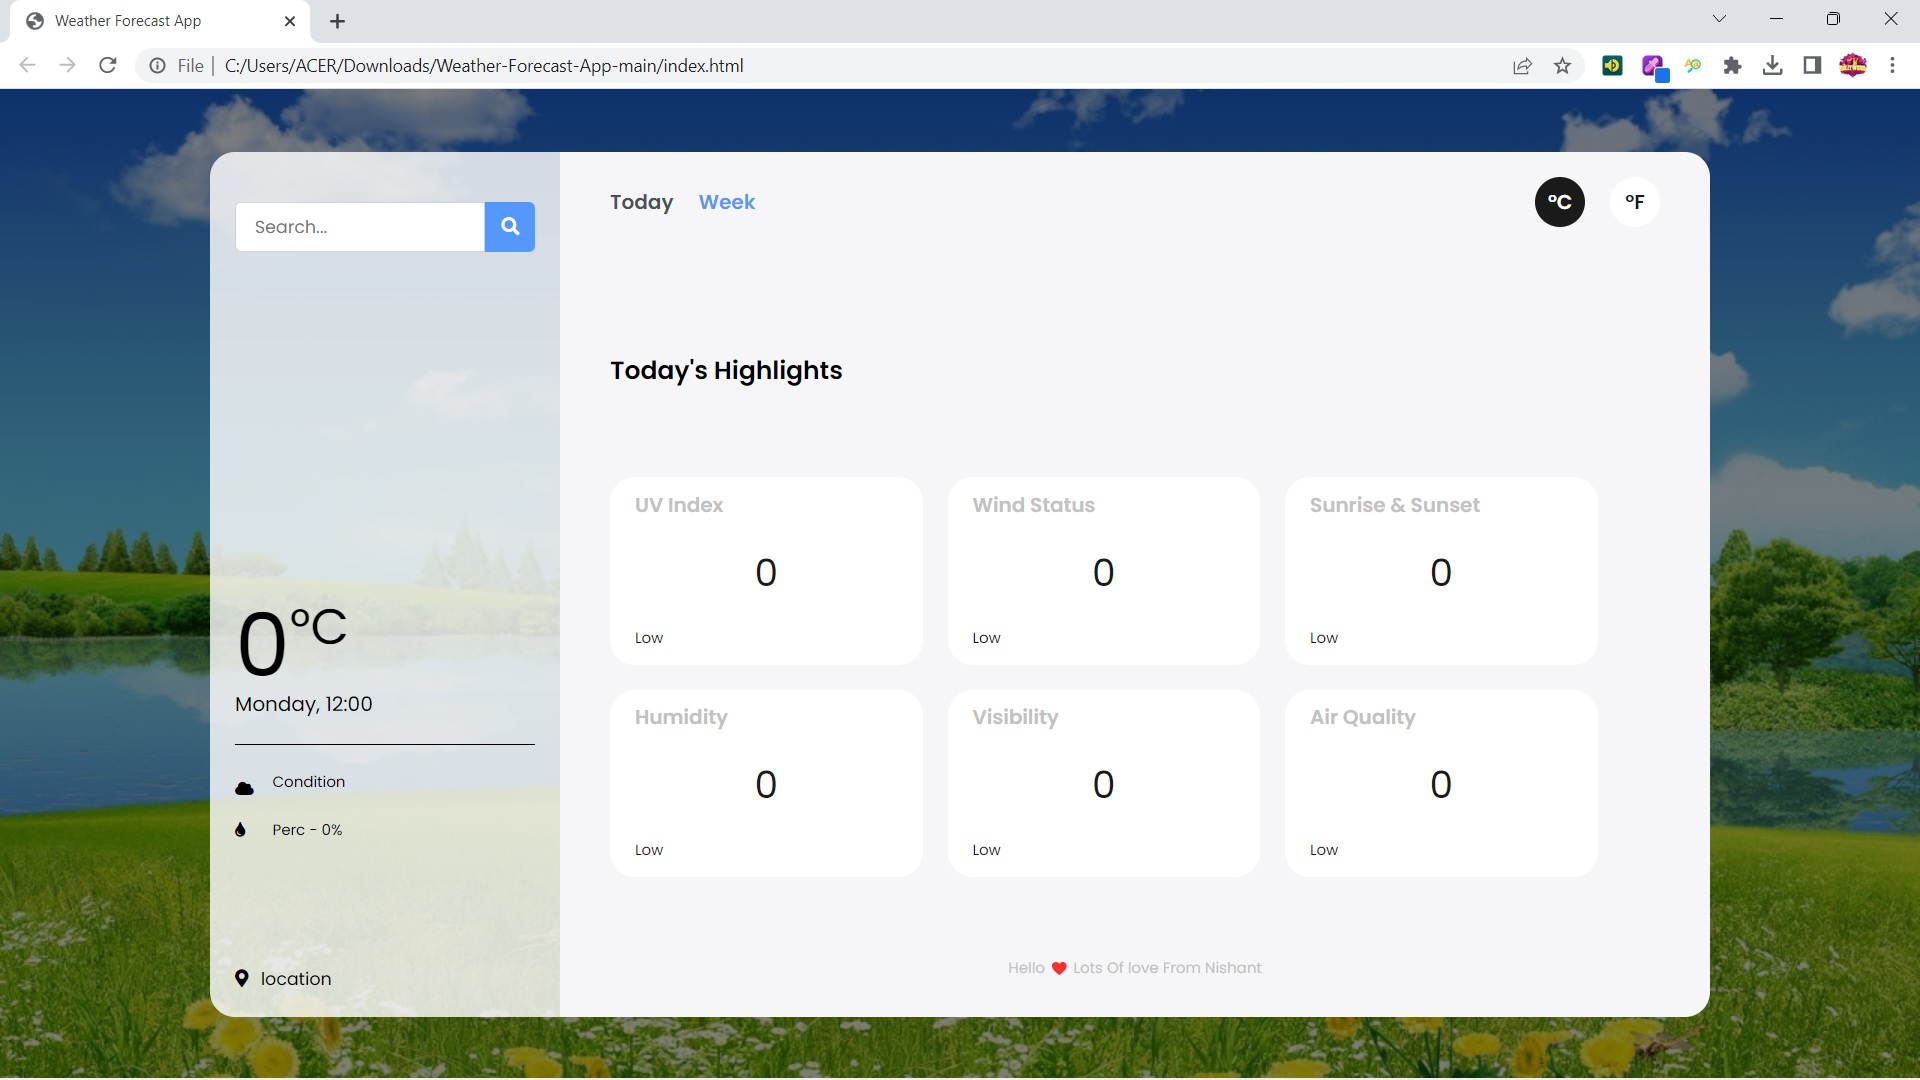 Weather Forecast App
File | C:/Users/ACER/Downloads/Weather-Forecast-App-main/index.html
Search...
Today Week
°C °F
Today's Highlights
UV Index
0
Low
Wind Status
0
Low
Sunrise & Sunset
0
Low
Humidity
0
Low
Visibility
0
Low
Air Quality
0
Low
0°C
Monday, 12:00
Condition
Perc - 0%
location
Hello ❤️ Lots Of love From Nishant